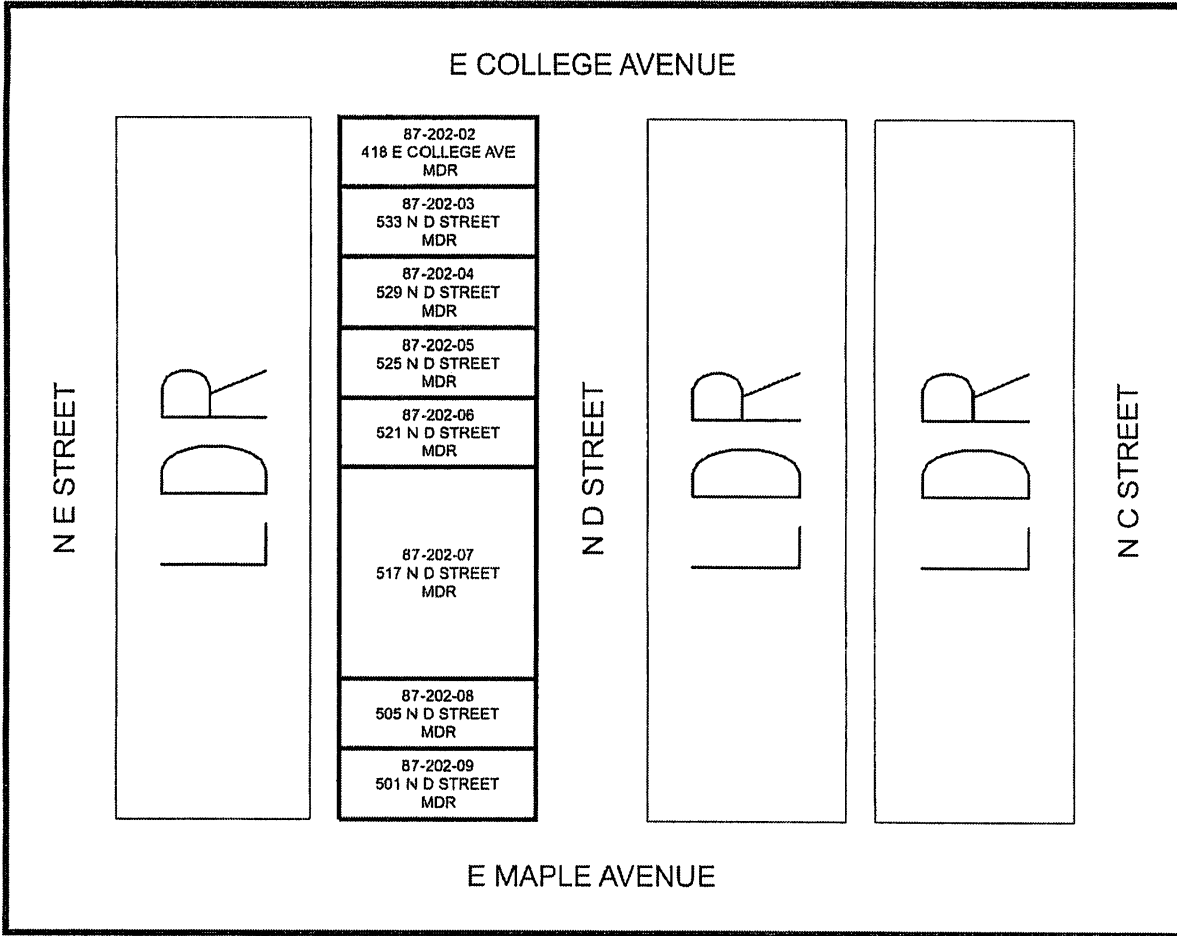 E COLLEGE AVENUE
87-202-02
418 E COLLEGE AVE
MDR
87-202-03
533 N D STREET
MDR
87-202-04
529 N D STREET
MDR
87-202-05
525 N D STREET
MDR
87-202-06
521 N D STREET
MDR
87-202-07
517 N D STREET
MDR
87-202-08
505 N D STREET
MDR
87-202-09
501 N D STREET
MDR
N E STREET
LDR
N D STREET
LDR
LDR
N C STREET
E MAPLE AVENUE